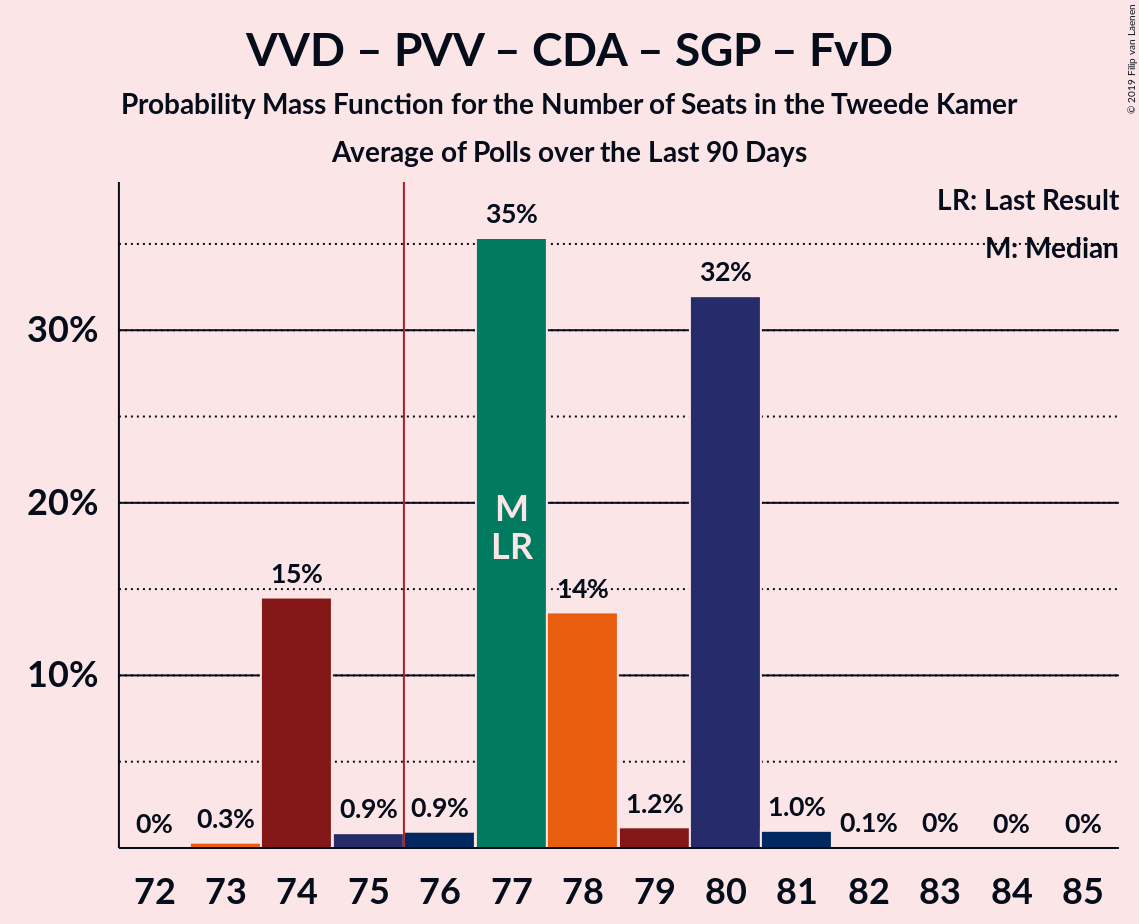 VVD – PVV – CDA – SGP – FvD
Probability Mass Function for the Number of Seats in the Tweede Kamer
Average of Polls over the Last 90 Days
© 2019 Filip van Laenen
LR: Last Result
M: Median
30%
20%
10%
0%
0.3%
15%
0.9%
0.9%
35%
14%
1.2%
32%
1.0%
0.1%
0%
0%
0%
M
LR
72 73 74 75 76 77 78 79 80 81 82 83 84 85